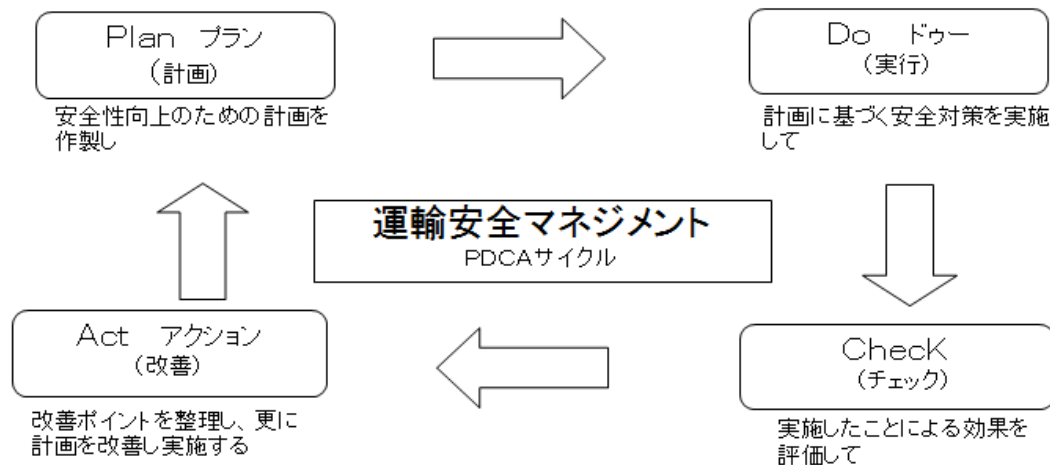 Plan プラン
(計画)
安全性向上のための計画を
作製し
Do ドゥー
(実行)
計画に基づく安全対策を実施
して
運輸安全マネジメント
PDCAサイクル
Act アクション
(改善)
改善ポイントを整理し、更に
計画を改善し実施する
ChecK
(チェック)
実施したことによる効果を
評価して